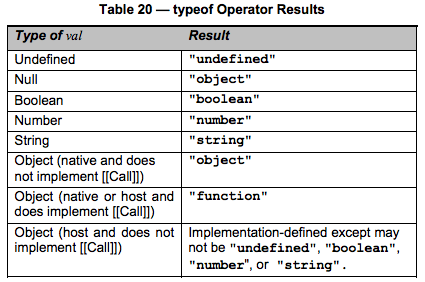 Table 20 — typeof Operator Results
Type of val Result
Undefined "undefined"
Null "object"
Boolean "boolean"
Number "number"
String "string"
Object (native and does "object"
not implement [[Call]])
Object (native or host and "function"
does implement [[Call]])
Object (host and does not Implementation-defined except may
implement [[Call]]) not be "undefined", "boolean",
"number", or "string".